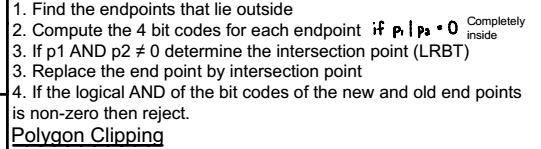 1. Find the endpoints that lie outside
2. Compute the 4 bit codes for each endpoint if p₁ | p₂ = 0 Completely inside
3. If p1 AND p2 ≠ 0 determine the intersection point (LRBT)
3. Replace the end point by intersection point
4. If the logical AND of the bit codes of the new and old end points
is non-zero then reject.
Polygon Clipping